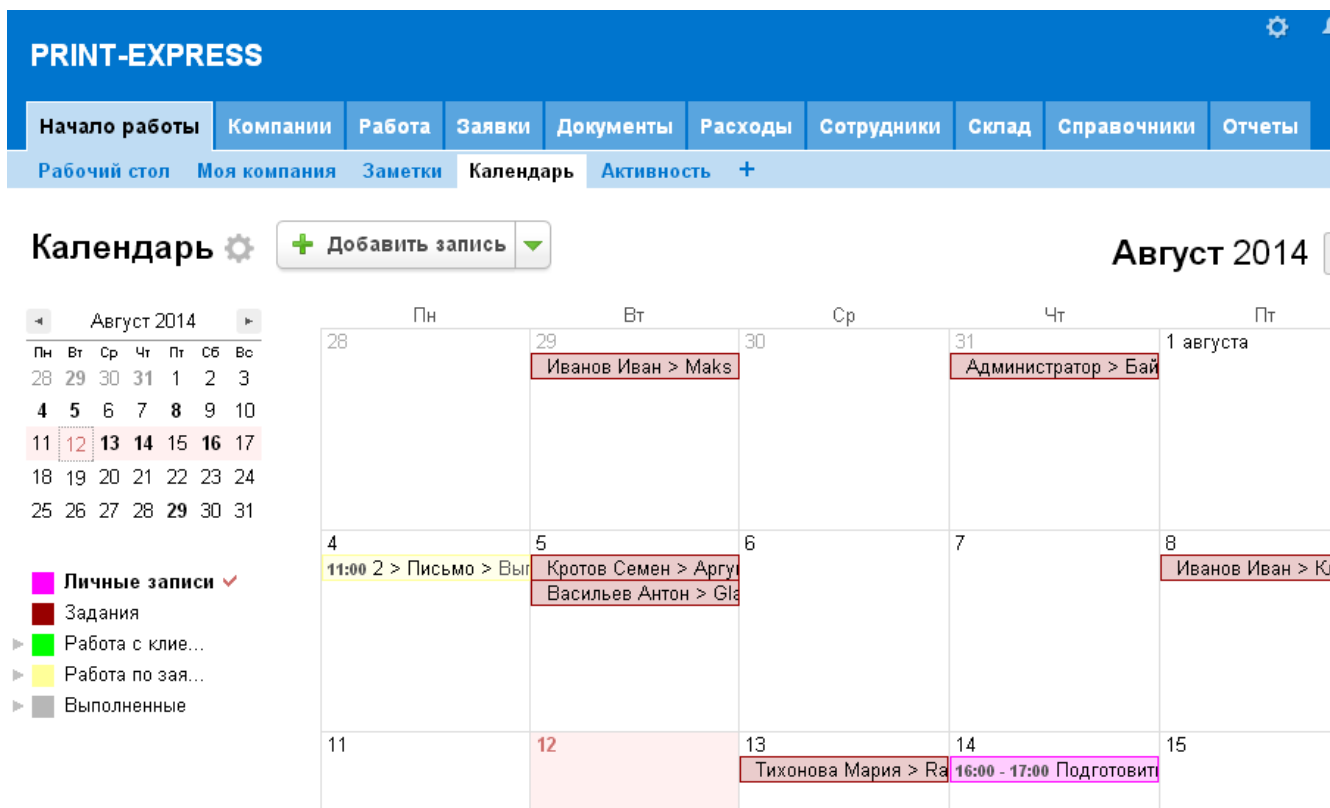 PRINT-EXPRESS
Начало работы Компании Работа Заявки Документы Расходы Сотрудники Склад Справочники Отчеты
Рабочий стол Моя компания Заметки Календарь Активность +
Календарь Добавить запись Август 2014
Август 2014
Пн Вт Ср Чт Пт Сб Вс
28 29 30 31 1 2 3
4 5 6 7 8 9 10
11 12 13 14 15 16 17
18 19 20 21 22 23 24
25 26 27 28 29 30 31
Личные записи
Задания
Работа с клие...
Работа по зая...
Выполненные
Пн Вт Ср Чт Пт
28 29 30 31 1 августа
Иванов Иван > Maks Администратор > Бай
4 5 6 7 8
11:00 2 > Письмо > Вып Кротов Семен > Аргу Иванов Иван > К
Васильев Антон > Gla
11 12 13 14 15
Тихонова Мария > Ra 16:00 - 17:00 Подготовит